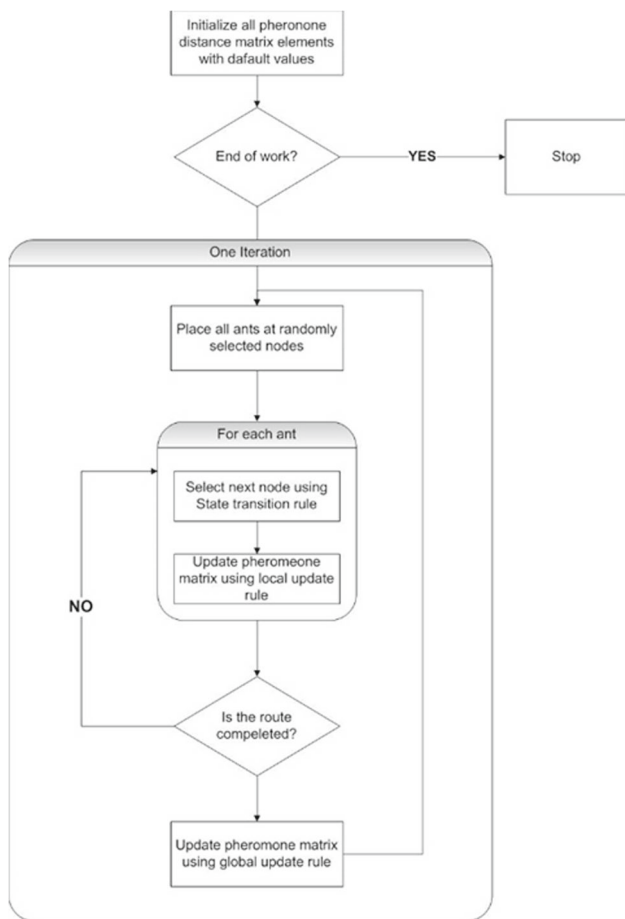 Initialize all pheronone
distance matrix elements
with dafault values
End of work?
YES
Stop
One Iteration
Place all ants at randomly
selected nodes
For each ant
Select next node using
State transition rule
Update pheromeone
matrix using local update
rule
NO
Is the route
compeleted?
Update pheromone matrix
using global update rule